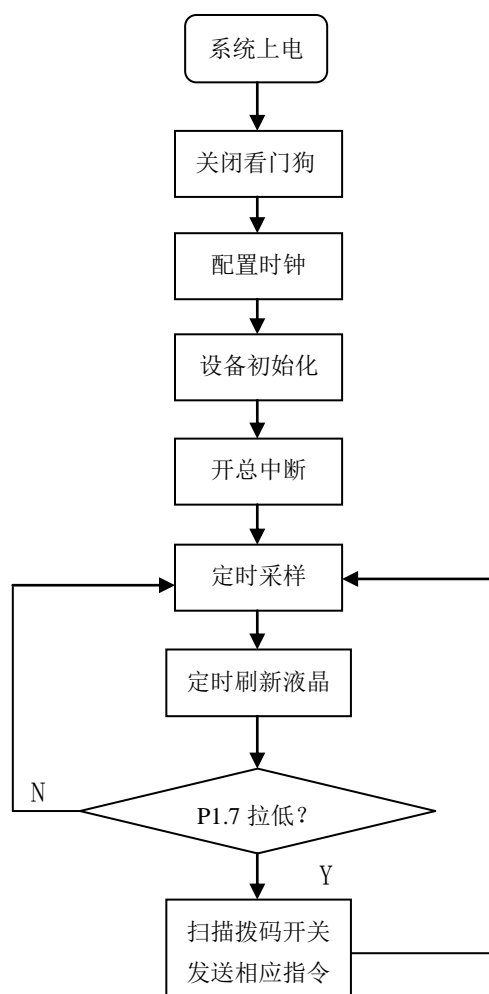 系统上电
关闭看门狗
配置时钟
设备初始化
开总中断
定时采样
定时刷新液晶
N
P1.7 拉低？
Y
扫描拨码开关
发送相应指令